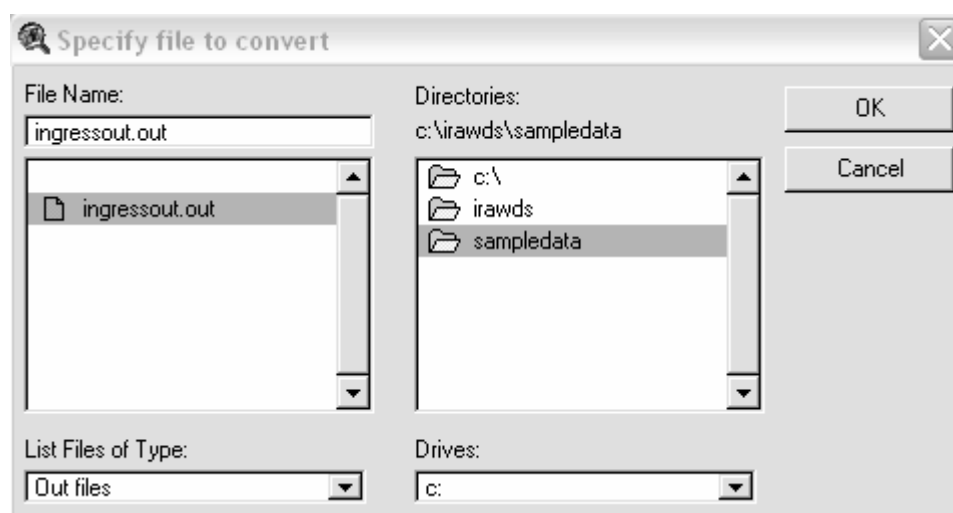 Specify file to convert
File Name:
ingressout.out
ingressout.out
List Files of Type:
Out files
Directories:
c:\irawds\sampledata
c:\
irawds
sampledata
Drives:
c:
OK
Cancel